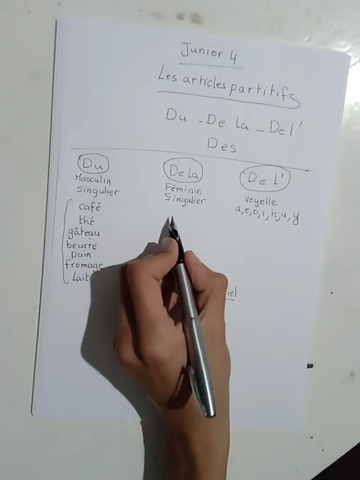 Junior 4
Les articles partitifs
Du - De la - De l'
Des
Du
Masculin
Singulier
café
thé
gâteau
beurre
pain
fromage
Lait
De la
Féminin
Singulier
De l'
Voyelle
a, e, o, i, h, u, y